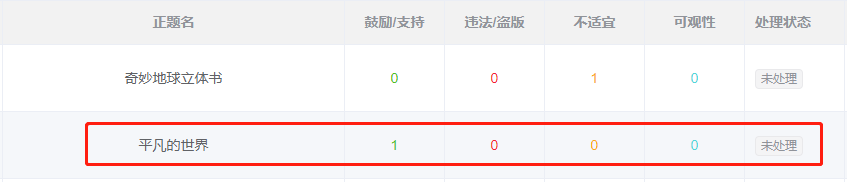 正题名 鼓励/支持 违法/盗版 不适宜 可观性 处理状态
奇妙地球立体书 0 0 1 0 未处理
平凡的世界 1 0 0 0 未处理